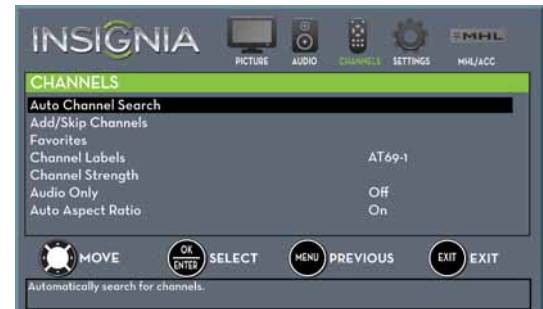 INSIGNIA
PICTURE AUDIO CHANNELS SETTINGS MHL/ACC
MHL
CHANNELS
Auto Channel Search
Add/Skip Channels
Favorites
Channel Labels AT69-1
Channel Strength
Audio Only Off
Auto Aspect Ratio On
MOVE OK ENTER SELECT MENU PREVIOUS EXIT EXIT
Automatically search for channels.